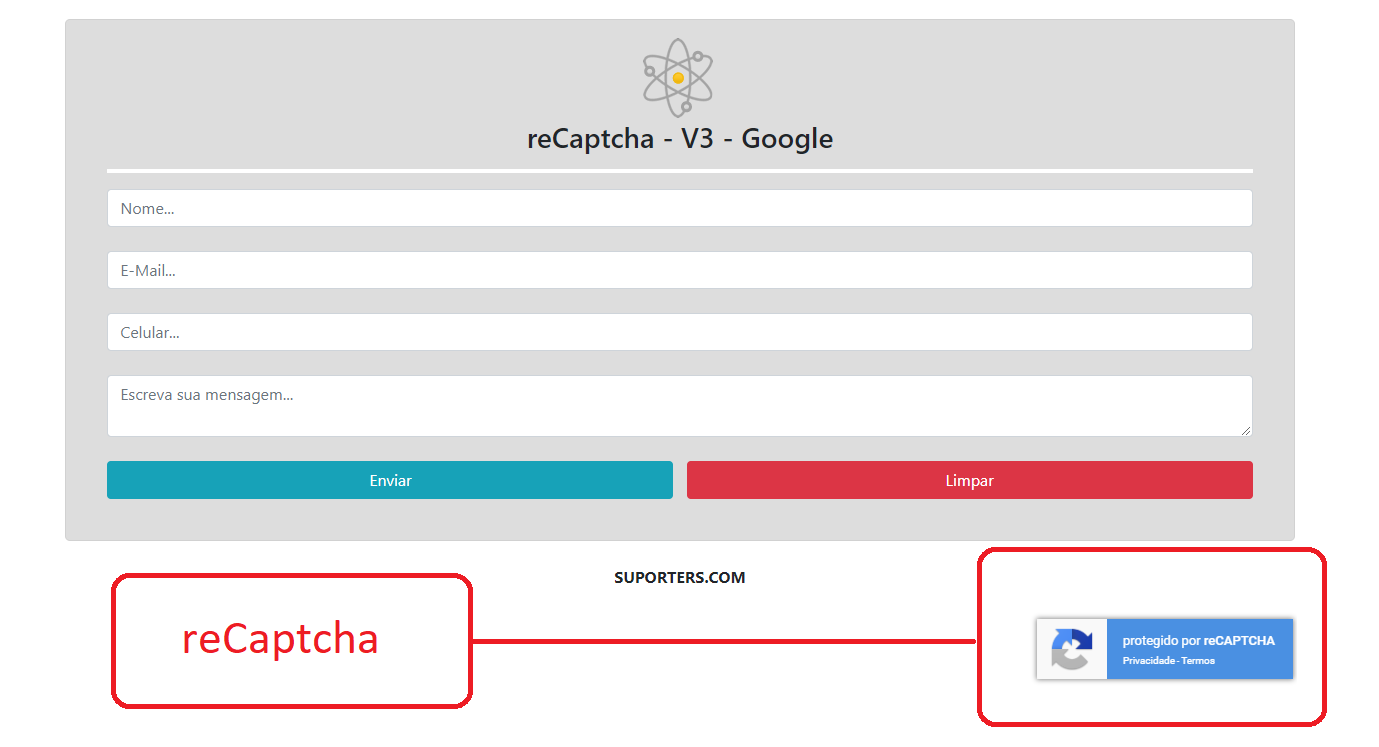 reCaptcha - V3 - Google
Nome...
E-Mail...
Celular...
Escreva sua mensagem...
Enviar
Limpar
SUPORTERS.COM
reCaptcha
protegido por reCAPTCHA
Privacidade - Termos